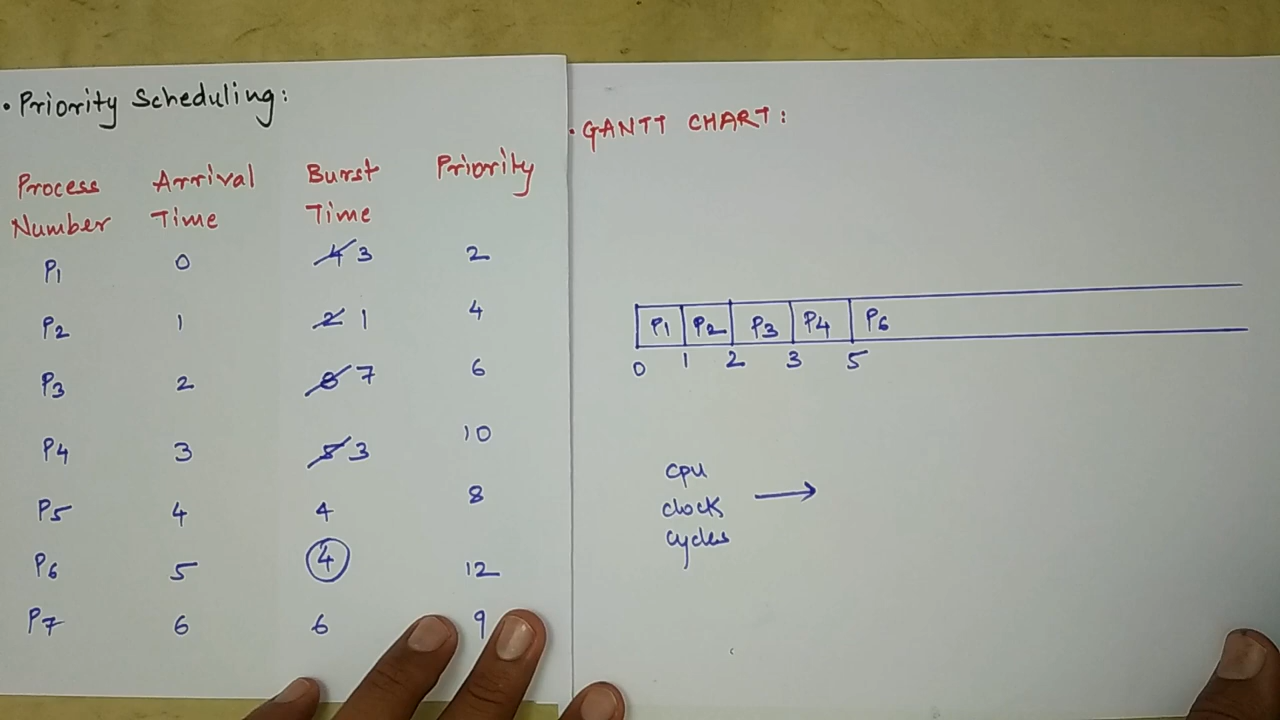 • Priority Scheduling:
Process Number Arrival Time Burst Time Priority
P1 0 4 3 2
P2 1 2 1 4
P3 2 8 7 6
P4 3 5 3 10
P5 4 4 8
P6 5 4 12
P7 6 6 9
• GANTT CHART:
P1 P2 P3 P4 P6
0 1 2 3 5
CPU
clock →
cycles